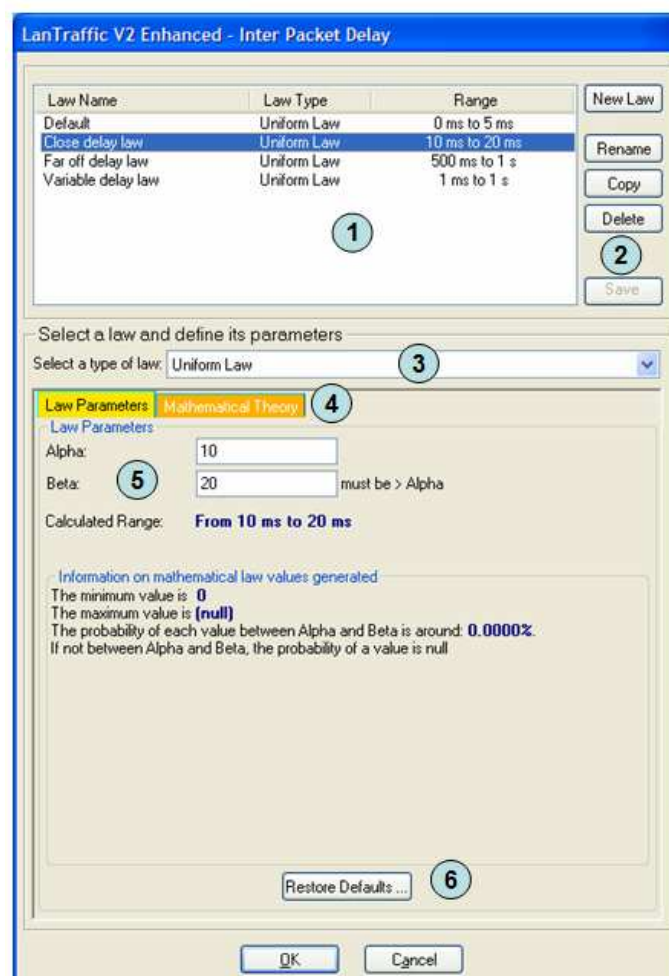 LanTraffic V2 Enhanced - Inter Packet Delay
Law Name Law Type Range
Default Uniform Law 0 ms to 5 ms
Close delay law Uniform Law 10 ms to 20 ms
Far off delay law Uniform Law 500 ms to 1 s
Variable delay law Uniform Law 1 ms to 1 s
1
New Law
Rename
Copy
Delete
2
Save
Select a law and define its parameters
Select a type of law: Uniform Law 3
Law Parameters Mathematical Theory 4
Law Parameters
Alpha: 10
Beta: 5 20 must be > Alpha
Calculated Range: From 10 ms to 20 ms
Information on mathematical law values generated
The minimum value is 0
The maximum value is (null)
The probability of each value between Alpha and Beta is around: 0.0000%.
If not between Alpha and Beta, the probability of a value is null
Restore Defaults ... 6
OK Cancel